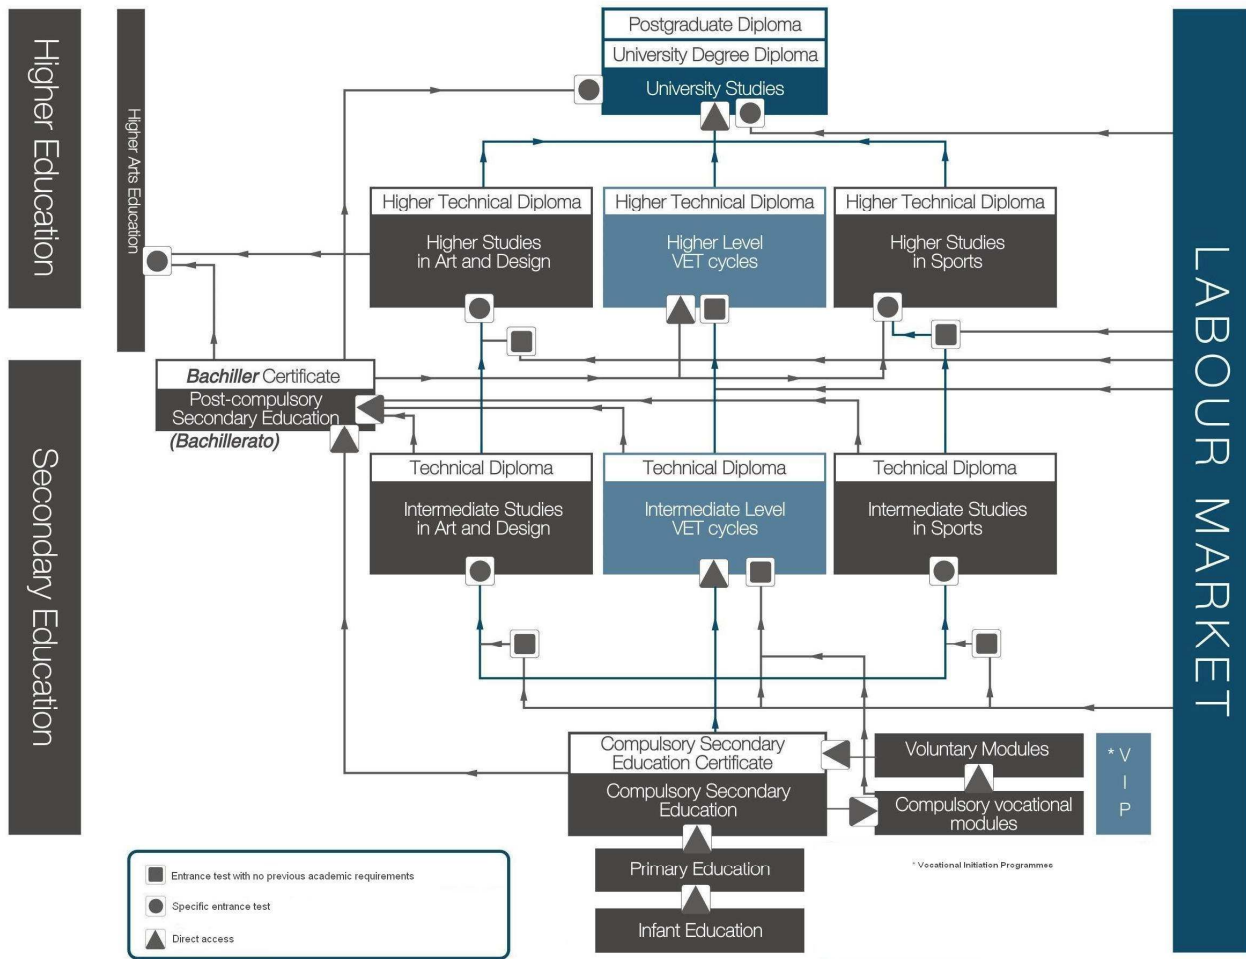 Higher Education
Higher Arts Education
Postgraduate Diploma
University Degree Diploma
University Studies
Higher Technical Diploma
Higher Studies
in Art and Design
Higher Technical Diploma
Higher Level
VET cycles
Higher Technical Diploma
Higher Studies
in Sports
LABOUR MARKET
Secondary Education
Bachiller Certificate
Post-compulsory
Secondary Education
(Bachillerato)
Technical Diploma
Intermediate Studies
in Art and Design
Technical Diploma
Intermediate Level
VET cycles
Technical Diploma
Intermediate Studies
in Sports
Compulsory Secondary
Education Certificate
Compulsory Secondary
Education
Voluntary Modules
Compulsory vocational
modules
* V
I
P
Primary Education
Infant Education
* Vocational Initiation Programmes
Entrance test with no previous academic requirements
Specific entrance test
Direct access